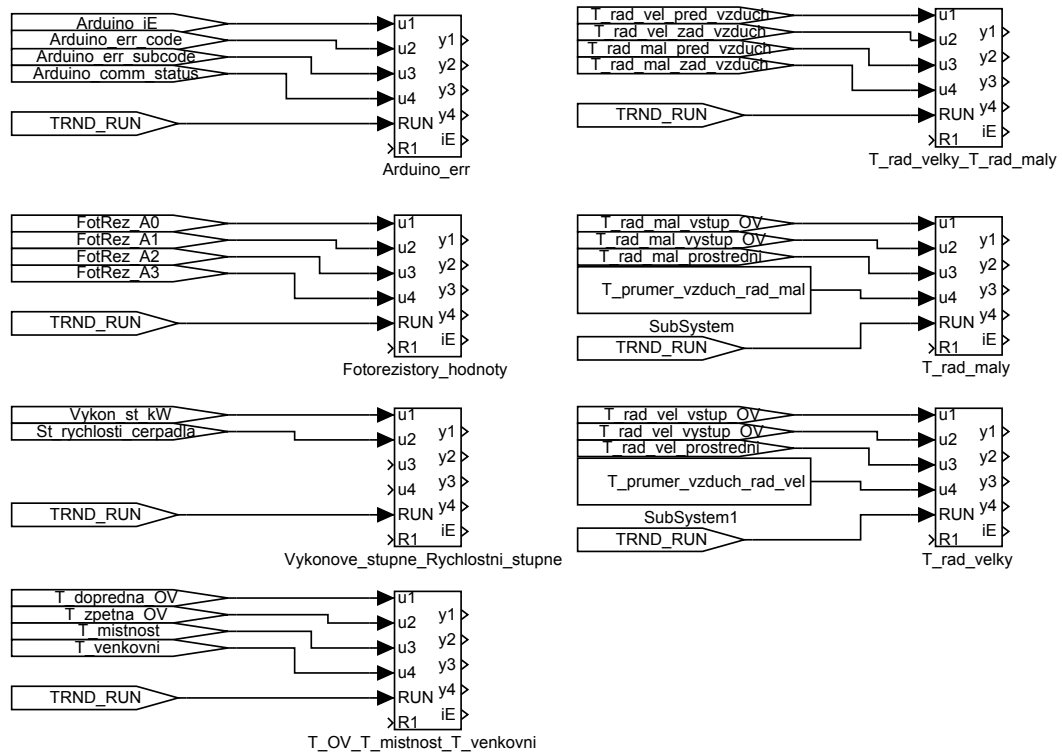 Arduino_iE
Arduino_err_code
Arduino_err_subcode
Arduino_comm_status
TRND_RUN
u1
u2
u3
u4
RUN
R1
y1
y2
y3
y4
iE
Arduino_err
T_rad_vel_pred_vzduch
T_rad_vel_zad_vzduch
T_rad_mal_pred_vzduch
T_rad_mal_zad_vzduch
TRND_RUN
u1
u2
u3
u4
RUN
R1
y1
y2
y3
y4
iE
T_rad_velky_T_rad_maly
FotRez_A0
FotRez_A1
FotRez_A2
FotRez_A3
TRND_RUN
u1
u2
u3
u4
RUN
R1
y1
y2
y3
y4
iE
Fotorezistory_hodnoty
T_rad_mal_vstup_OV
T_rad_mal_vystup_OV
T_rad_mal_prostredni
T_prumer_vzduch_rad_mal
SubSystem
TRND_RUN
u1
u2
u3
u4
RUN
R1
y1
y2
y3
y4
iE
T_rad_maly
Vykon_st_kW
St_rychlosti_cerpadla
TRND_RUN
u1
u2
u3
u4
RUN
R1
y1
y2
y3
y4
iE
Vykonove_stupne_Rychlostni_stupne
T_rad_vel_vstup_OV
T_rad_vel_vystup_OV
T_rad_vel_prostredni
T_prumer_vzduch_rad_vel
SubSystem1
TRND_RUN
u1
u2
u3
u4
RUN
R1
y1
y2
y3
y4
iE
T_rad_velky
T_dopredna_OV
T_zpetna_OV
T_mistnost
T_venkovni
TRND_RUN
u1
u2
u3
u4
RUN
R1
y1
y2
y3
y4
iE
T_OV_T_mistnost_T_venkovni